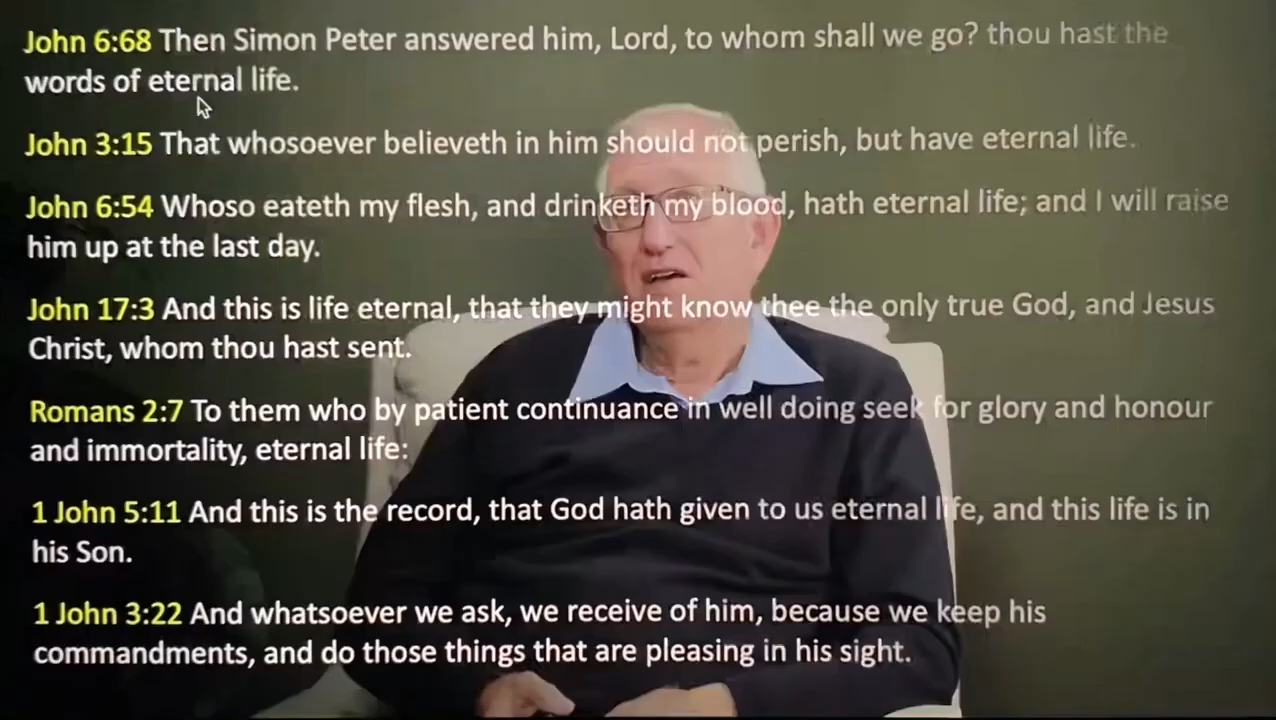 John 6:68 Then Simon Peter answered him, Lord, to whom shall we go? thou hast the
words of eternal life.
John 3:15 That whosoever believeth in him should not perish, but have eternal life.
John 6:54 Whoso eateth my flesh, and drinketh my blood, hath eternal life; and I will raise
him up at the last day.
John 17:3 And this is life eternal, that they might know thee the only true God, and Jesus
Christ, whom thou hast sent.
Romans 2:7 To them who by patient continuance in well doing seek for glory and honour
and immortality, eternal life:
1 John 5:11 And this is the record, that God hath given to us eternal life, and this life is in
his Son.
1 John 3:22 And whatsoever we ask, we receive of him, because we keep his
commandments, and do those things that are pleasing in his sight.